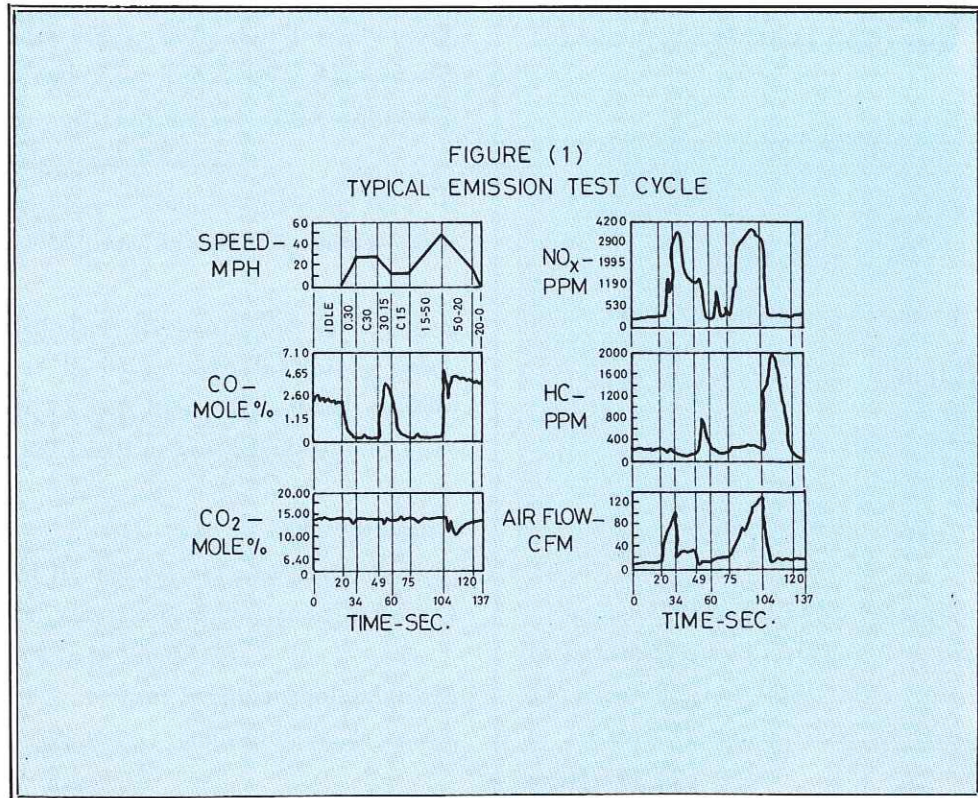 FIGURE (1)
TYPICAL EMISSION TEST CYCLE
SPEED-
MPH
60
40
20
0
IDLE
0.30
C30
30 15
C15
15-50
50-20
20-0
CO-
MOLE%
7.10
4.65
2.60
1.15
0
CO2-
MOLE%
20.00
15.00
10.00
6.40
0
20 49 75 120
0 34 60 104 137
TIME-SEC.
NOx-
PPM
4200
2900
1995
1190
530
0
HC-
PPM
2000
1600
1200
800
400
0
AIR FLOW-
CFM
120
80
40
0
20 49 75 120
0 34 60 104 137
TIME-SEC.